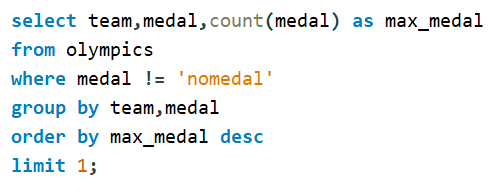 select team,medal,count(medal) as max_medal
from olympics
where medal != 'nomedal'
group by team,medal
order by max_medal desc
limit 1;